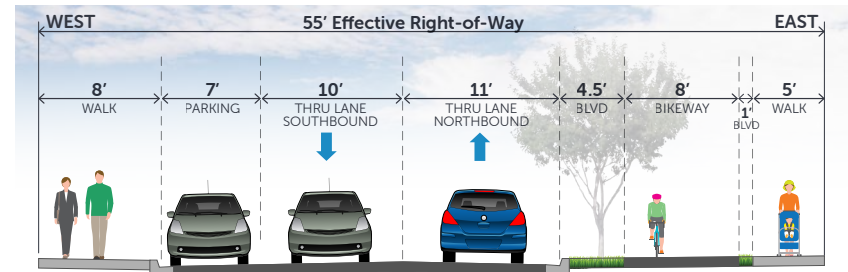 WEST
55' Effective Right-of-Way
EAST
8'
WALK
7'
PARKING
10'
THRU LANE
SOUTHBOUND
11'
THRU LANE
NORTHBOUND
4.5'
BLVD
8'
BIKEWAY
1'
BLVD
5'
WALK